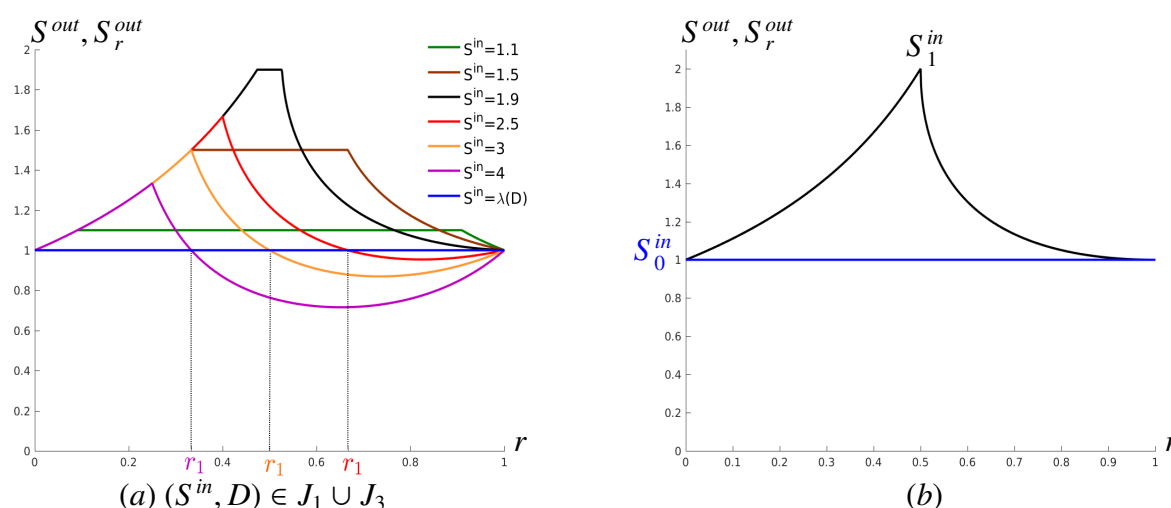 S^out, S_r^out
2
1.8
1.6
1.4
1.2
1
0.8
0.6
0.4
0.2
0
S^in=1.1
S^in=1.5
S^in=1.9
S^in=2.5
S^in=3
S^in=4
S^in=λ(D)
0 0.2 0.4 0.6 0.8 1
r
r_1 r_1 r_1
(a) (S^in, D) ∈ J_1 ∪ J_3
S^out, S_r^out
S_1^in
2
1.8
1.6
1.4
1.2
S_0^in 1
0.8
0.6
0.4
0.2
0
0 0.1 0.2 0.3 0.4 0.5 0.6 0.7 0.8 0.9 1
r
(b)